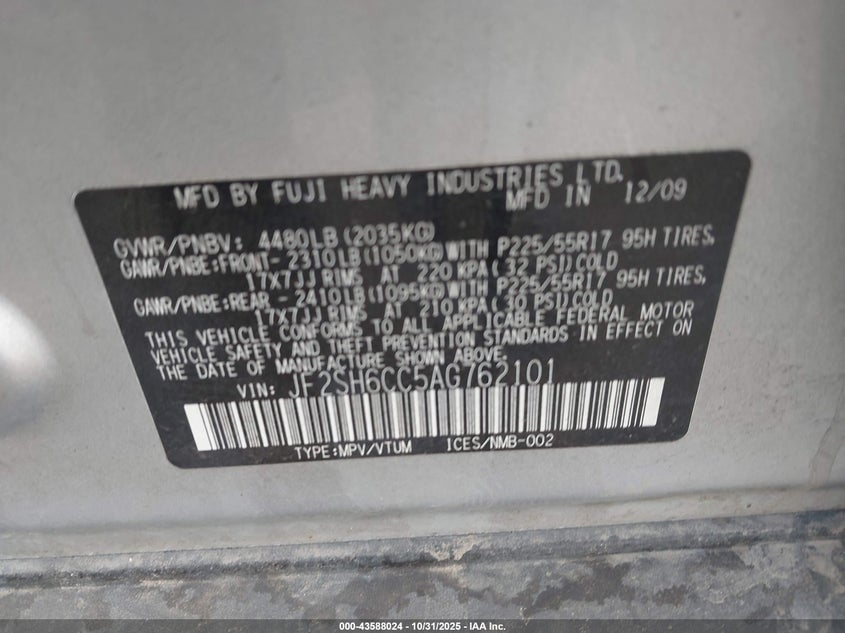 MFD BY FUJI HEAVY INDUSTRIES LTD.
MFD IN 12/09
GVWR/PNBV: 4480LB(2035KG)
GAWR/PNBE:FRONT-2310LB(1050KG)WITH P225/55R17 95H TIRES,
17X7JJ RIMS AT 220 KPA(32 PSI)COLD
GAWR/PNBE:REAR -2410LB(1095KG)WITH P225/55R17 95H TIRES,
17X7JJ RIMS AT 210 KPA(30 PSI)COLD
THIS VEHICLE CONFORMS TO ALL APPLICABLE FEDERAL MOTOR
VEHICLE SAFETY AND THEFT PREVENTION STANDARDS IN EFFECT ON
THE DATE OF MANUFACTURE SHOWN ABOVE.
VIN: JF2SH6CC5AG762101
TYPE:MPV/VTUM ICES/NMB-002
000-43588024 - 10/31/2025 - IAA Inc.